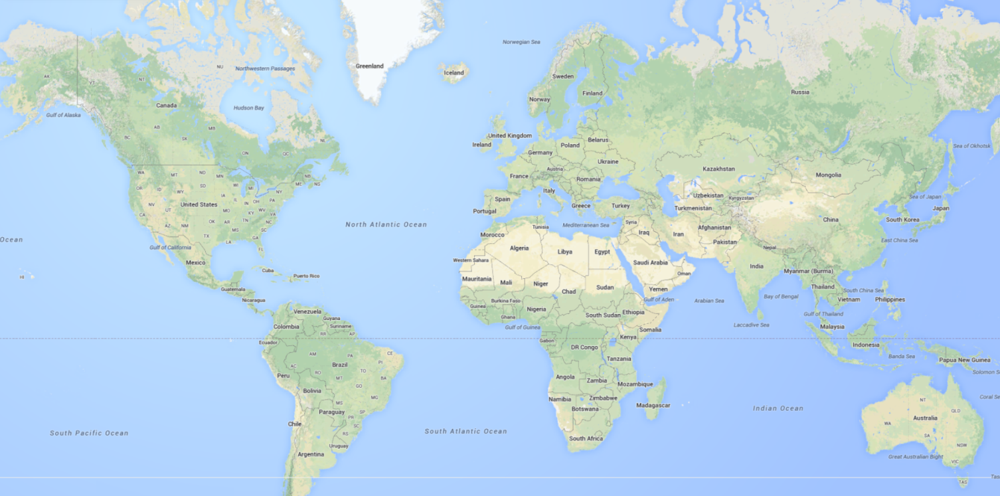 Greenland
Norwegian Sea
Iceland
NU
Northwestern Passages
AK
YT
NT
Sweden
Finland
Russia
Norway
Canada
Hudson Bay
Gulf of Alaska
AB
MB
BC
SK
NL
United Kingdom
Ireland
Belarus
Poland
Sea of Okhotsk
ON
QC
Germany
Ukraine
Austria
Kazakhstan
WA
MT
ND
MN
NB
ME
NS
France
Romania
Mongolia
OR
ID
WY
SD
WI
MI
NY
Italy
IA
Uzbekistan
Kyrgyzstan
Sea of Japan
NV
UT
United States
IL
IN
OH
PA
Spain
Portugal
Greece
Turkey
Turkmenistan
Japan
CA
MO
KY
WV
VA
China
South Korea
AZ
NM
OK
AR
TN
NC
North Atlantic Ocean
Tunisia
Mediterranean Sea
Syria
Afghanistan
Ocean
TX
MS
SC
LA
GA
Morocco
Iraq
Iran
Pakistan
East China Sea
Gulf of California
FL
Algeria
Libya
Egypt
Nepal
Mexico
Western Sahara
Saudi Arabia
India
HI
Cuba
Puerto Rico
Oman
Myanmar (Burma)
Mauritania
Mali
Niger
Chad
Sudan
Yemen
Thailand
South China Sea
Guatemala
Nicaragua
Burkina Faso
Gulf of Aden
Arabian Sea
Bay of Bengal
Vietnam
Philippines
Venezuela
Guinea
Nigeria
South Sudan
Ethiopia
Gulf of Thailand
Guyana
Ghana
Colombia
Suriname
Gulf of Guinea
Somalia
Laccadive Sea
Malaysia
RR
AP
Ecuador
Gabon
Kenya
DR Congo
Indonesia
AM
PA
CE
Tanzania
Banda Sea
Papua New Guinea
AC
Brazil
PI
RO
TO
Solomon S
Peru
MT
BA
Angola
Zambia
Mozambique
GO
Bolivia
MG
Namibia
Zimbabwe
Madagascar
NT
Coral Se
MS
Paraguay
SP
Botswana
Indian Ocean
QLD
PR
Chile
SC
WA
Australia
South Pacific Ocean
RS
South Atlantic Ocean
South Africa
SA
Uruguay
NSW
Argentina
Great Australian Bight
VIC
Tas
TAS